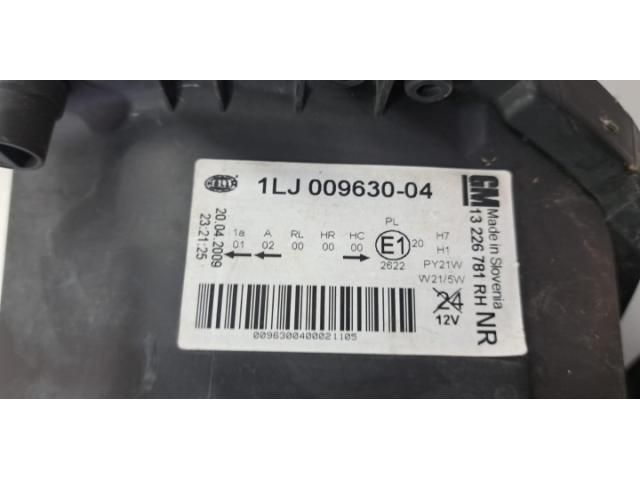 HELLA
1LJ 009630-04
20.04.2009
23:21:25
1a A RL HR HC PL
01 02 00 00 00 E1 20
2622
H7
H1
PY21W
W21/5W
24
12V
0096300400021105
GM
Made in Slovenia
13 226 781 RH
NR